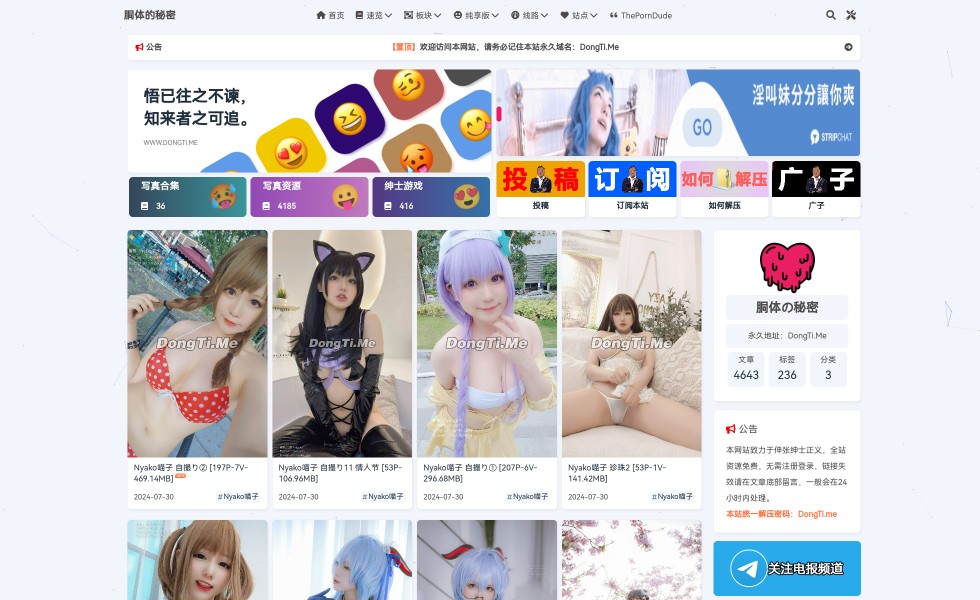 胴体的秘密
首页
速览
板块
纯享版
线路
站点
ThePornDude
公告
【置顶】欢迎访问本网站，请务必记住本站永久域名：DongTi.Me
悟已往之不谏，
知来者之可追。
WWW.DONGTI.ME
淫叫妹分分讓你爽
GO
STRIPCHAT
写真合集
36
写真资源
4185
绅士游戏
416
投稿
订阅
如何解压
广子
投稿
订阅本站
如何解压
广子
DongTi.Me
DongTi.Me
DongTi.Me
DongTi.Me
Nyako喵子 自撮り② [197P-7V-
469.14MB]
2024-07-30
#Nyako喵子
Nyako喵子 自撮り11 情人节 [53P-
106.96MB]
2024-07-30
#Nyako喵子
Nyako喵子 自撮り① [207P-6V-
296.68MB]
2024-07-30
#Nyako喵子
Nyako喵子 珍珠2 [53P-1V-
141.42MB]
2024-07-30
#Nyako喵子
胴体の秘密
永久地址：DongTi.Me
文章
4643
标签
236
分类
3
公告
本网站致力于伸张绅士正义，全站
资源免费，无需注册登录，链接失
效请在文章底部留言，一般会在24
小时内处理。
本站统一解压密码：DongTi.me
关注电报频道